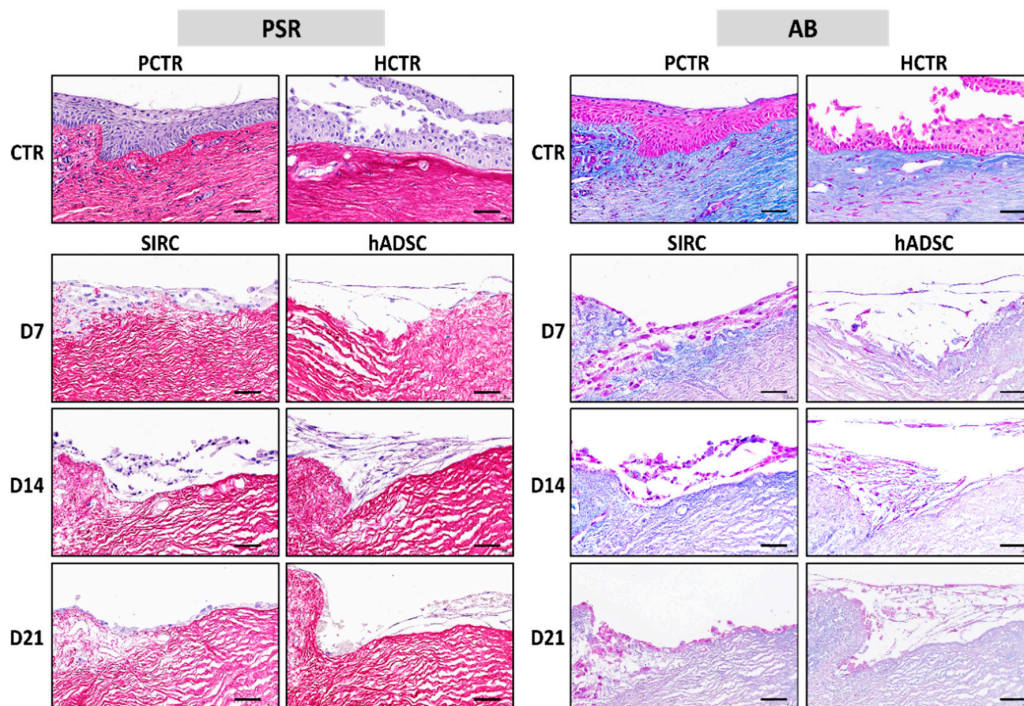 PSR AB
PCTR HCTR PCTR HCTR
CTR CTR
SIRC hADSC SIRC hADSC
D7 D7
D14 D14
D21 D21